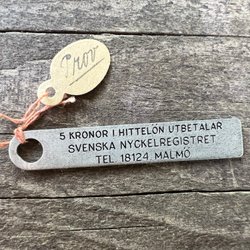 Prov
5 KRONOR I HITTELÖN UTBETALAR
SVENSKA NYCKELREGISTRET
TEL. 18124 MALMÖ